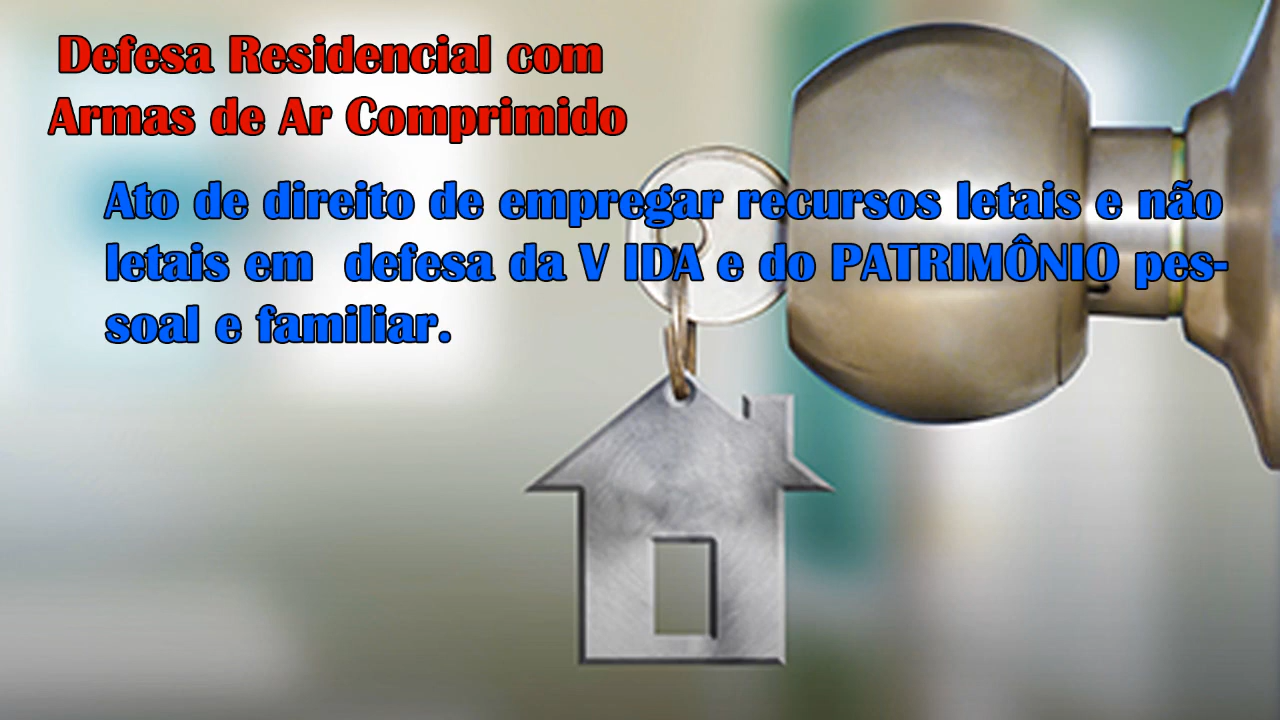 Defesa Residencial com
Armas de Ar Comprimido
Ato de direito de empregar recursos letais e não
letais em defesa da V IDA e do PATRIMÔNIO pes-
soal e familiar.